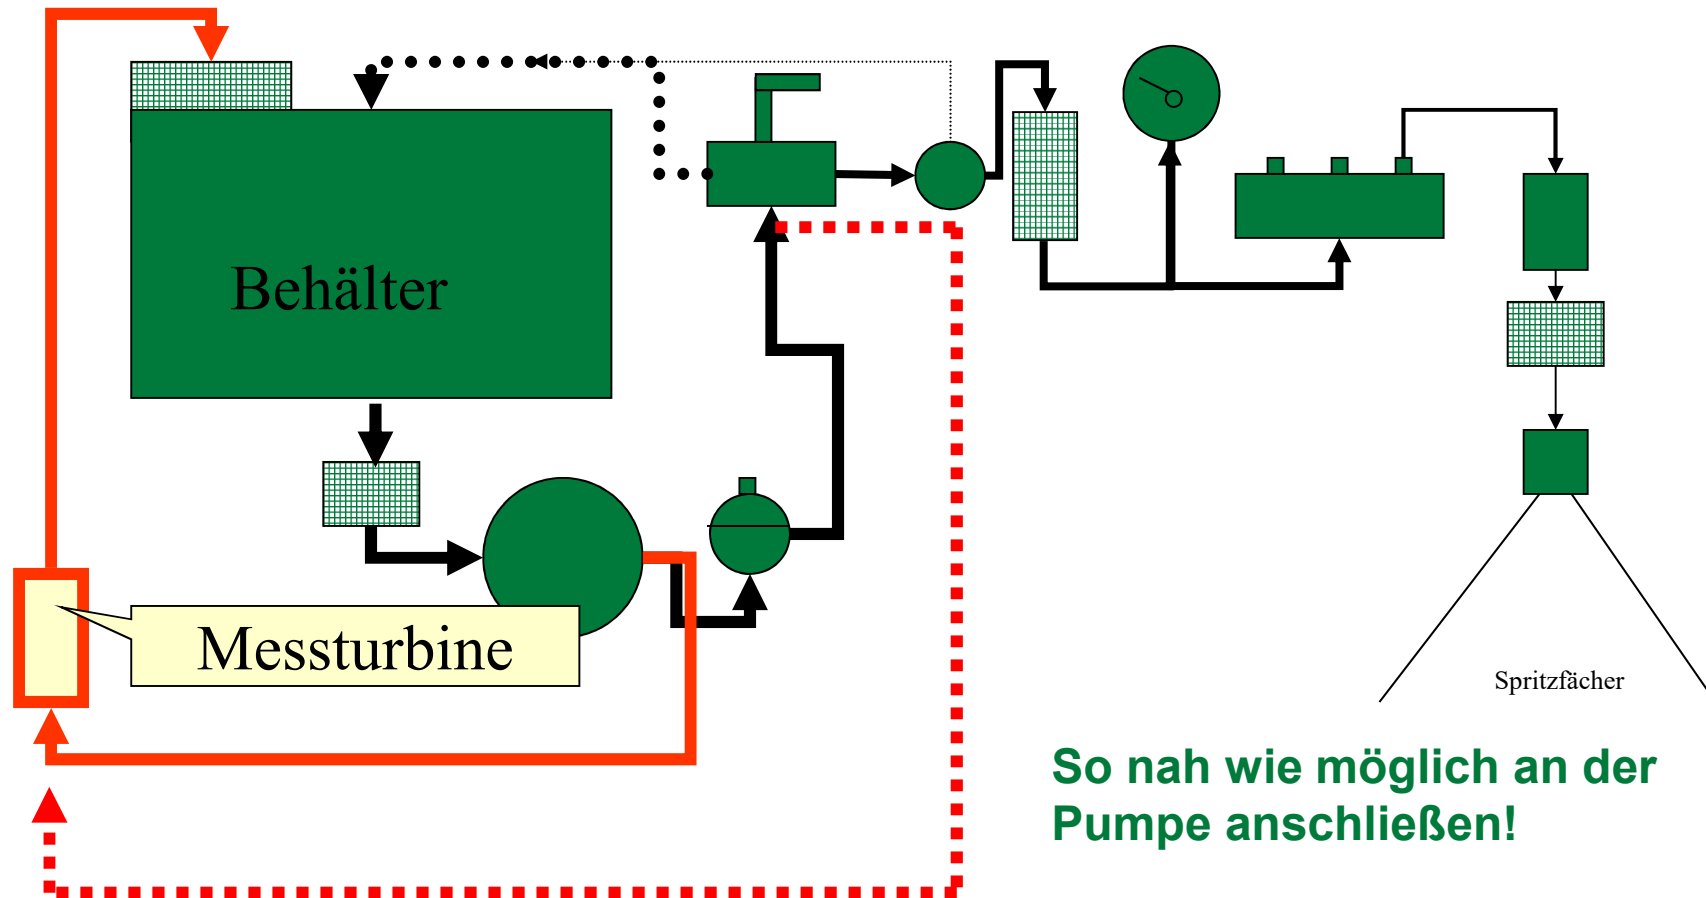 Behälter
Messturbine
Spritzfächer
So nah wie möglich an der
Pumpe anschließen!